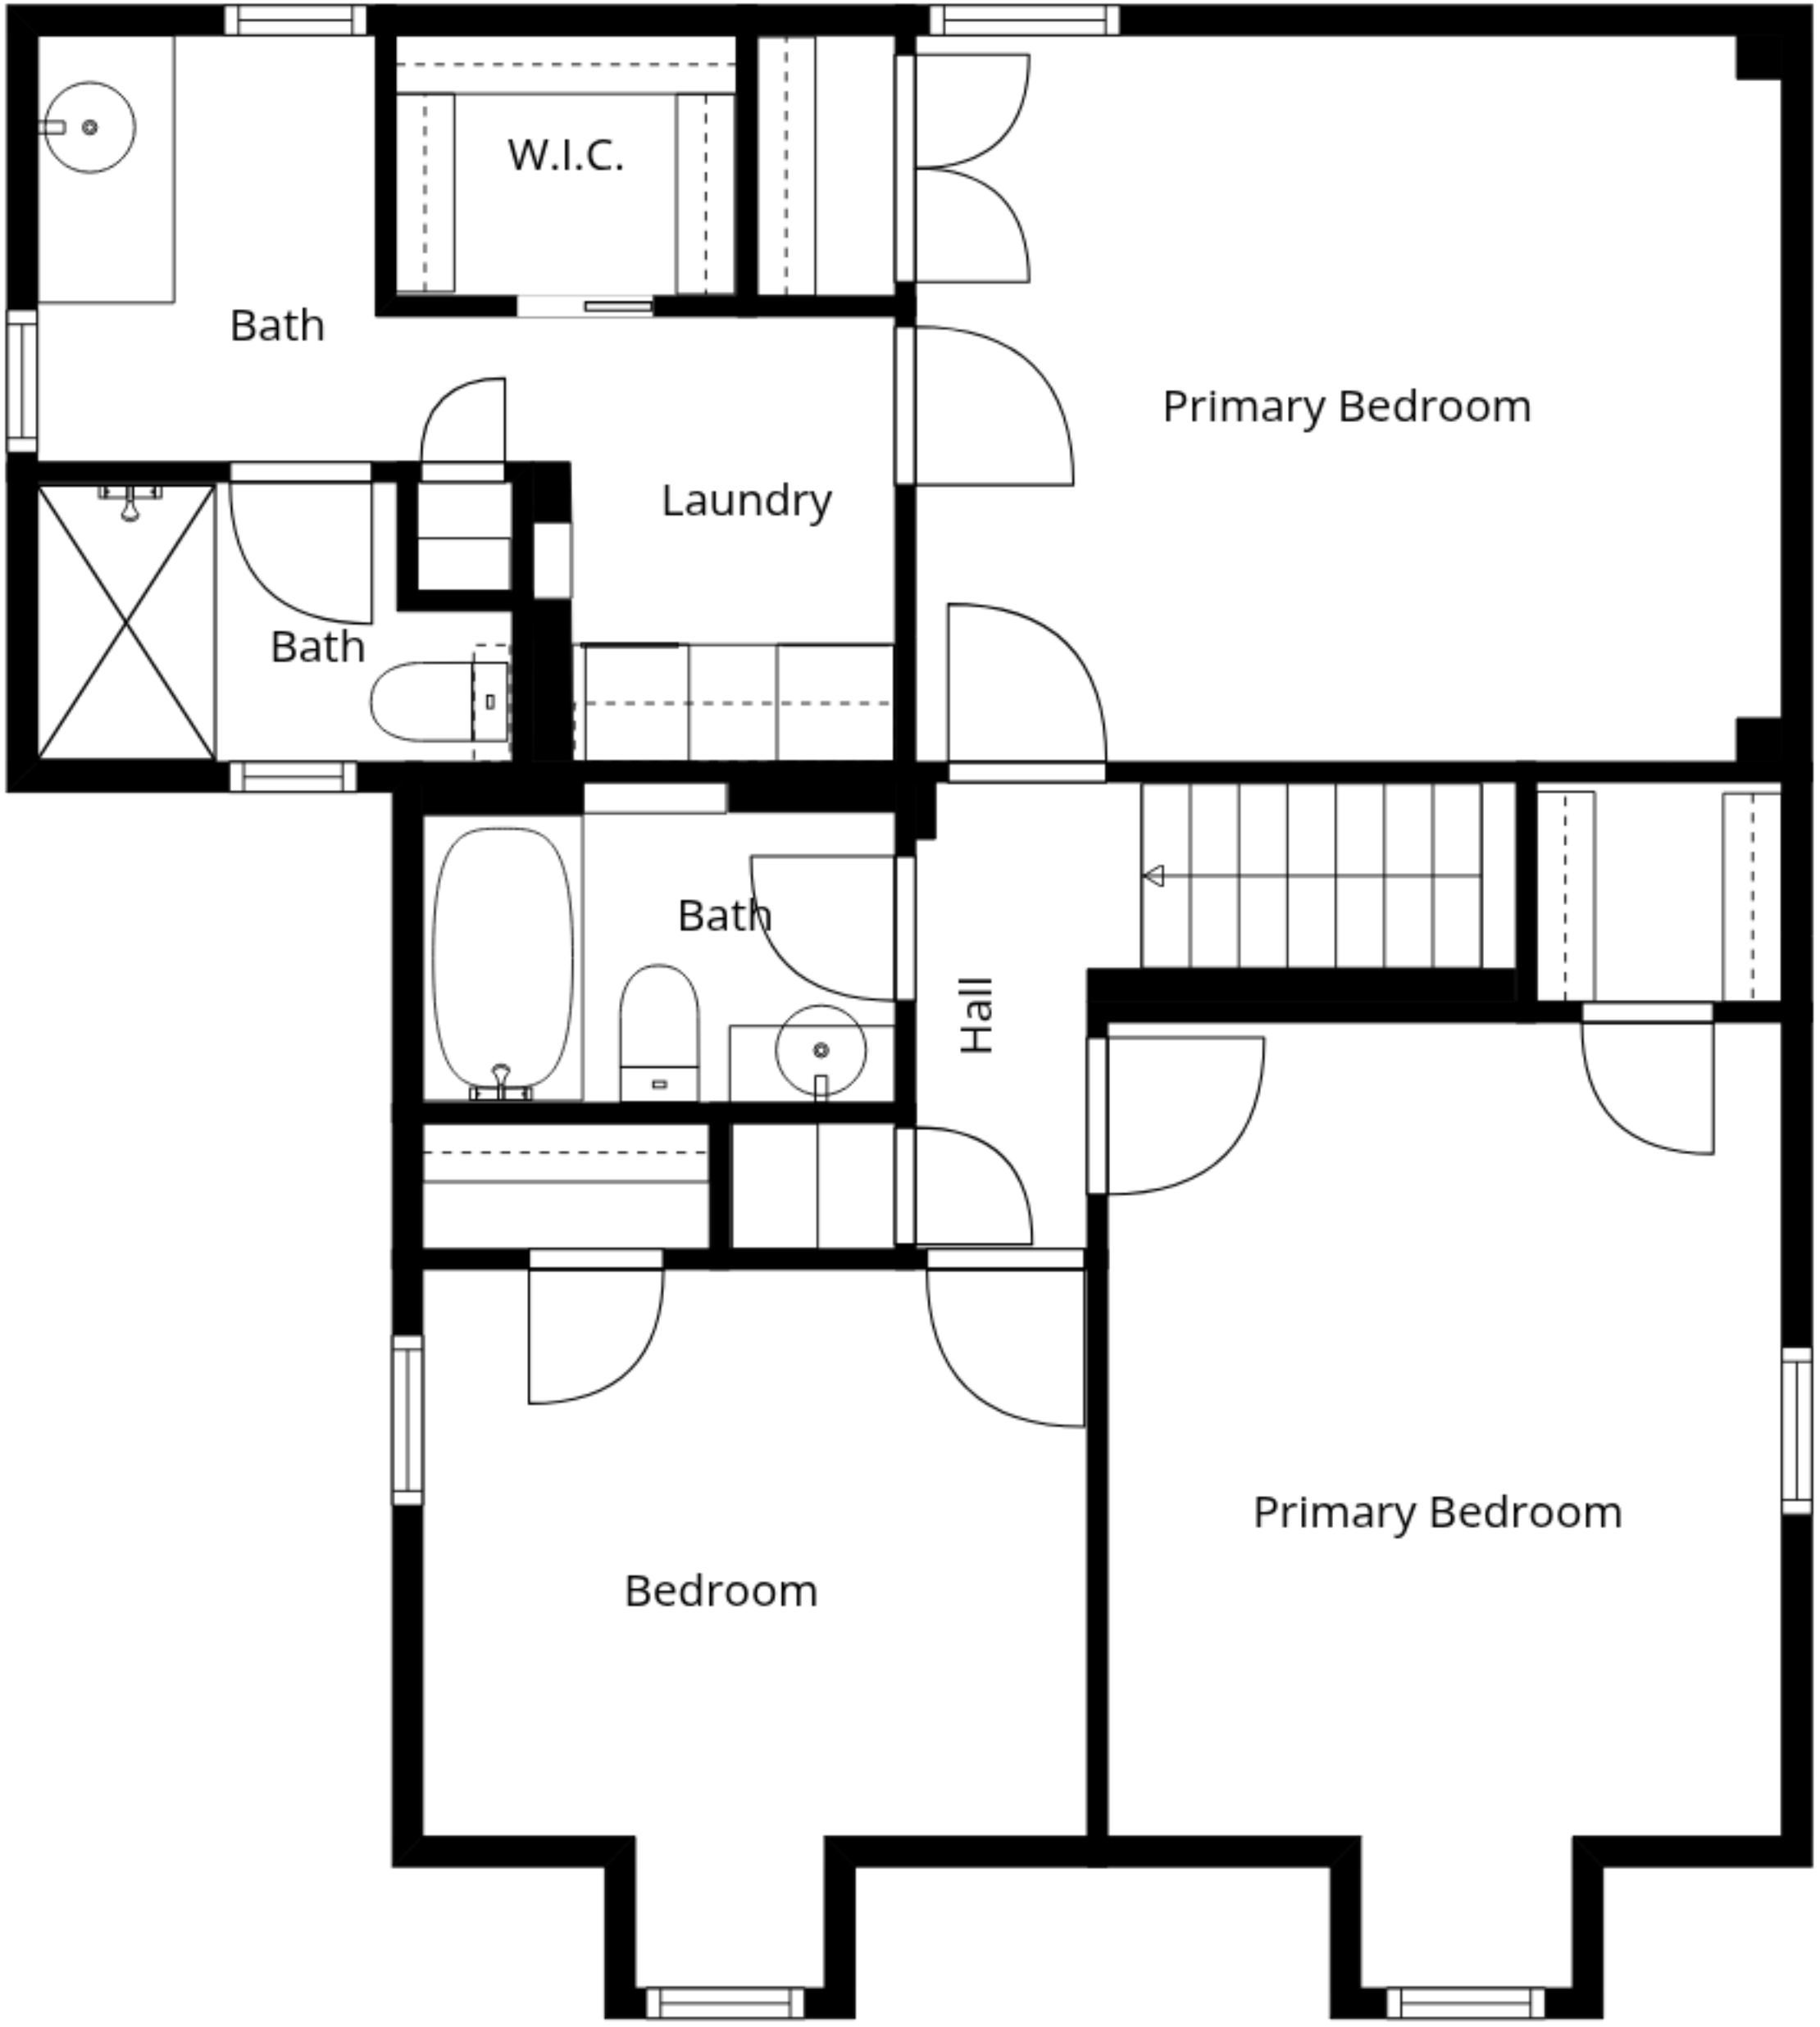 W.I.C.
Bath
Primary Bedroom
Laundry
Bath
Bath
Hall
Primary Bedroom
Bedroom